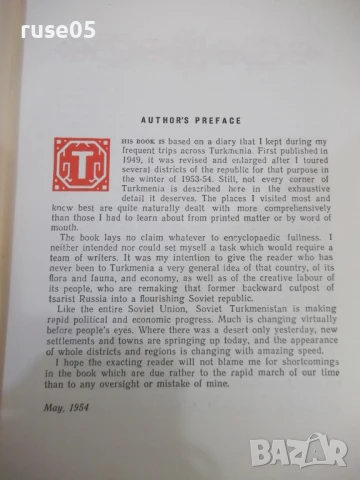 ruse05
AUTHOR'S PREFACE
THIS BOOK IS based on a diary that I kept during my
frequent trips across Turkmenia. First published in
1949, it was revised and enlarged after I toured
several districts of the republic for that purpose in
the winter of 1953-54. Still, not every corner of
Turkmenia is described here in the exhaustive
detail it deserves. The places I visited most and
know best are quite naturally dealt with more comprehensively
than those I had to learn about from printed matter or by word of
mouth.
The book lays no claim whatever to encyclopaedic fullness. I
neither intended nor could set myself a task which would require a
team of writers. It was my intention to give the reader who has
never been to Turkmenia a very general idea of that country, of its
flora and fauna, and economy, as well as of the creative labour of
its people, who are remaking that former backward outpost of
tsarist Russia into a flourishing Soviet republic.
Like the entire Soviet Union, Soviet Turkmenistan is making
rapid political and economic progress. Much is changing virtually
before people's eyes. Where there was a desert only yesterday, new
settlements and towns are springing up today, and the appearance
of whole districts and regions is changing with amazing speed.
I hope the exacting reader will not blame me for shortcomings
in the book which are due rather to the rapid march of our time
than to any oversight or mistake of mine.
May, 1954
BAZAR
bg